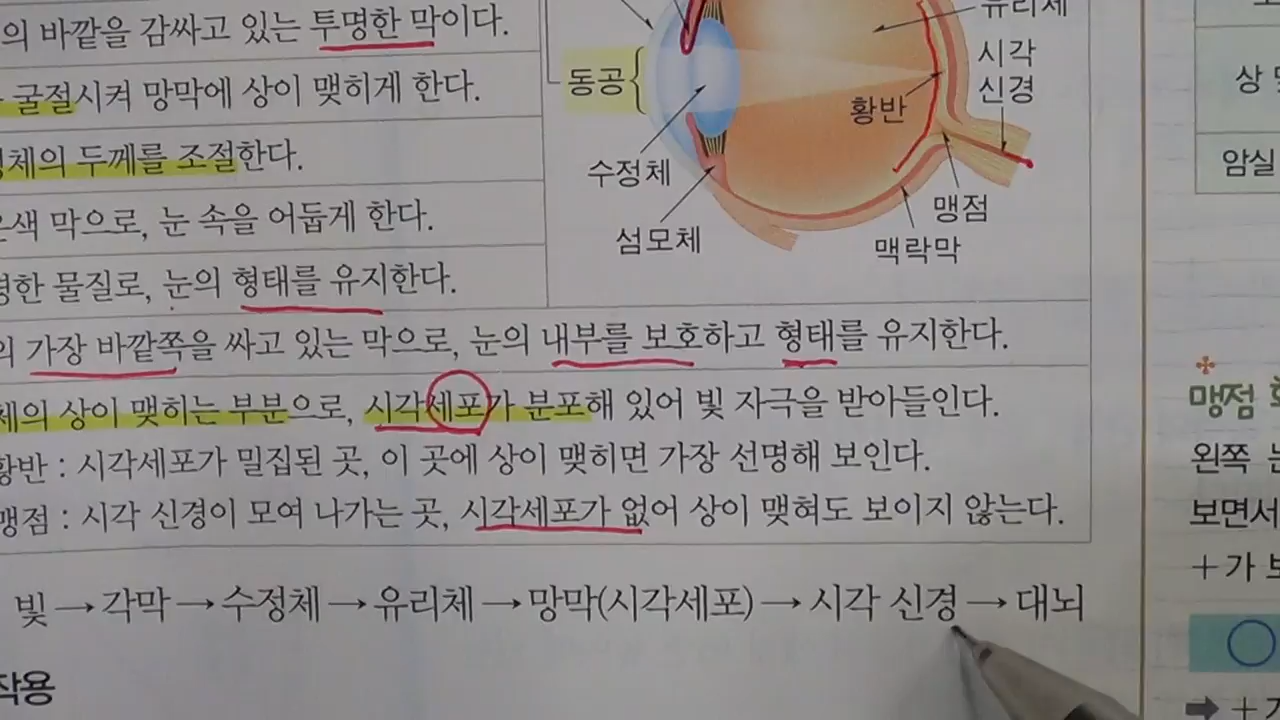 의 바깥을 감싸고 있는 투명한 막이다.
굴절시켜 망막에 상이 맺히게 한다.
체의 두께를 조절한다.
색 막으로, 눈 속을 어둡게 한다.
명한 물질로, 눈의 형태를 유지한다.
의 가장 바깥쪽을 싸고 있는 막으로, 눈의 내부를 보호하고 형태를 유지한다.
체의 상이 맺히는 부분으로, 시각세포가 분포해 있어 빛 자극을 받아들인다.
황반 : 시각세포가 밀집된 곳, 이 곳에 상이 맺히면 가장 선명해 보인다.
맹점 : 시각 신경이 모여 나가는 곳, 시각세포가 없어 상이 맺혀도 보이지 않는다.
빛 → 각막 → 수정체 → 유리체 → 망막(시각세포) → 시각 신경 → 대뇌
작용
유리체
시각
신경
동공
황반
수정체
맹점
섬모체
맥락막
상
암실
맹점
왼쪽
보면서
+가 보
➡ +가